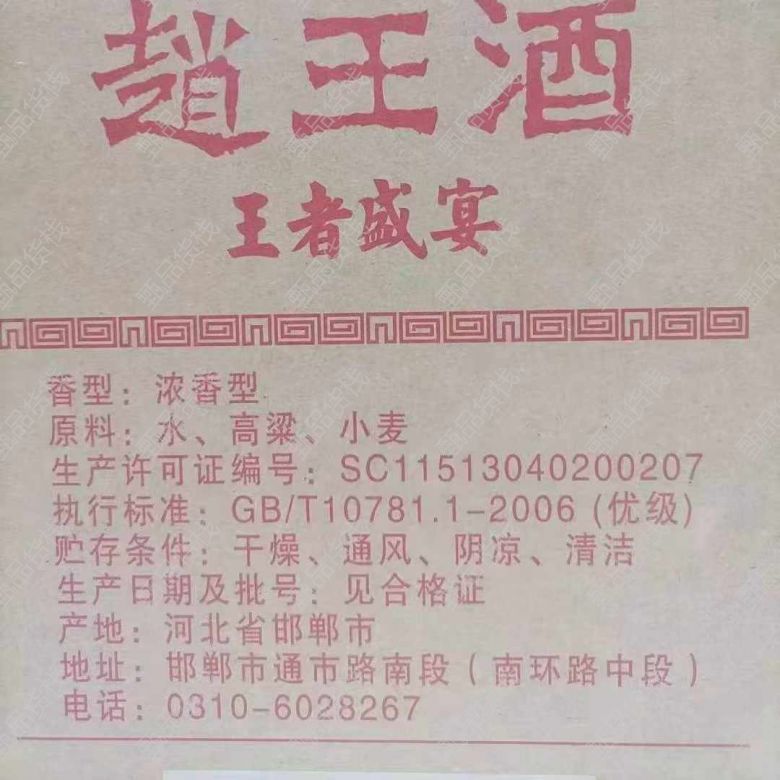 趙王酒
王者盛宴
香型：浓香型
原料：水、高粱、小麦
生产许可证编号：SC11513040200207
执行标准：GB/T10781.1-2006 (优级)
贮存条件：干燥、通风、阴凉、清洁
生产日期及批号：见合格证
产地：河北省邯郸市
地址：邯郸市通市路南段（南环路中段）
电话：0310-6028267